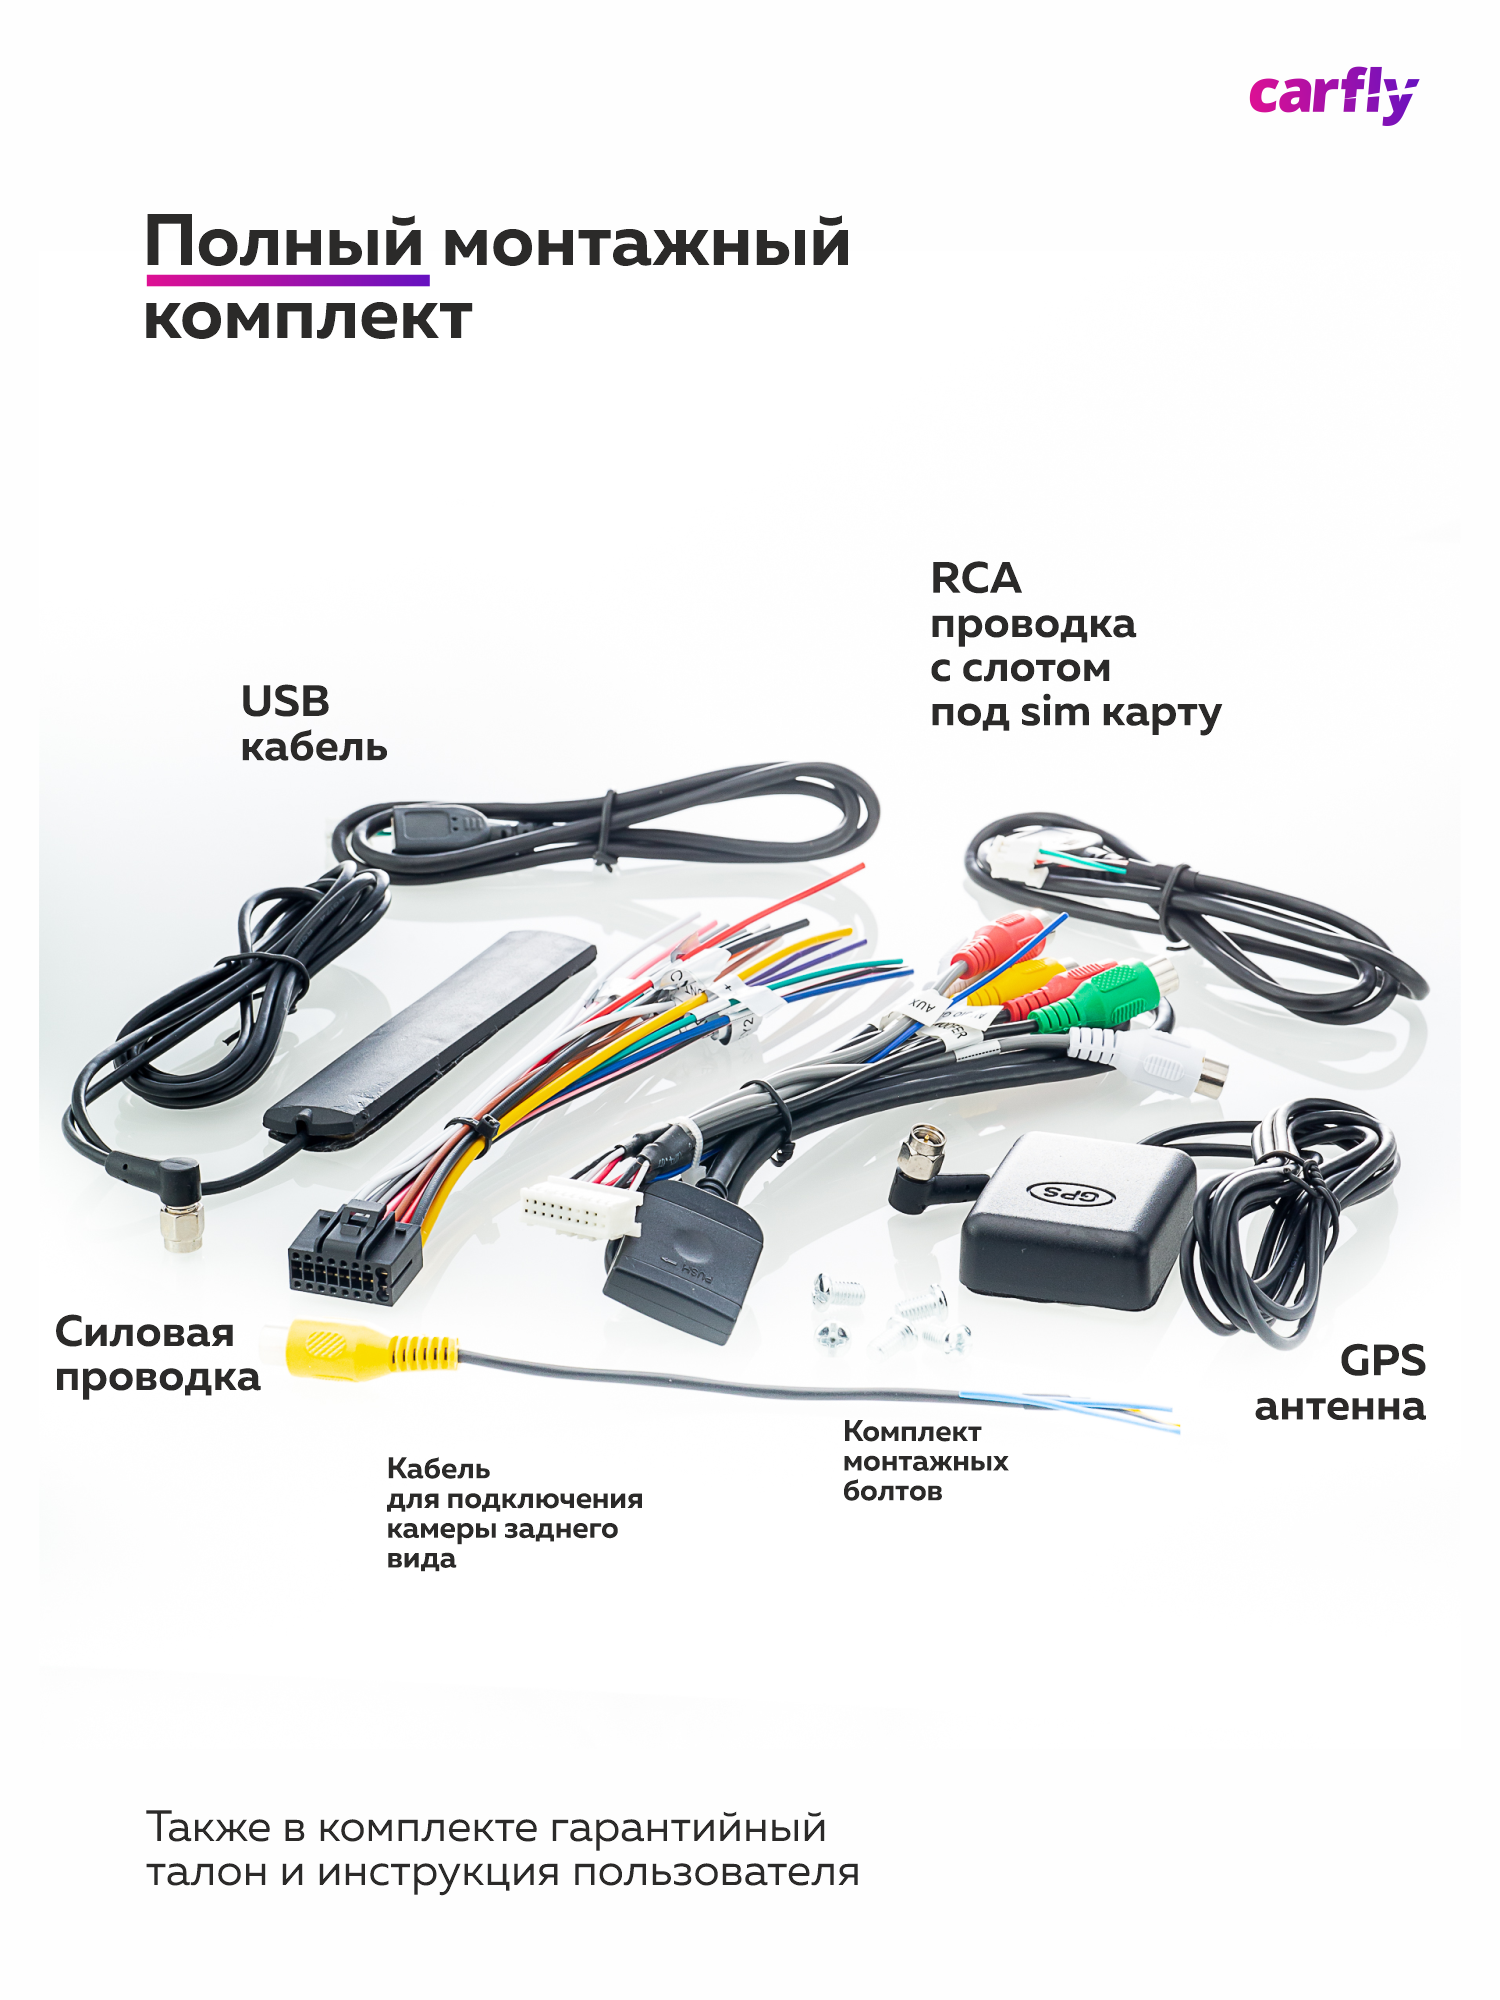 carfly
Полный монтажный
комплект
RCA
проводка
с слотом
под sim карту
USB
кабель
AUX
GPS
PUSH
Силовая
проводка
GPS
антенна
Комплект
монтажных
болтов
Кабель
для подключения
камеры заднего
вида
Также в комплекте гарантийный
талон и инструкция пользователя